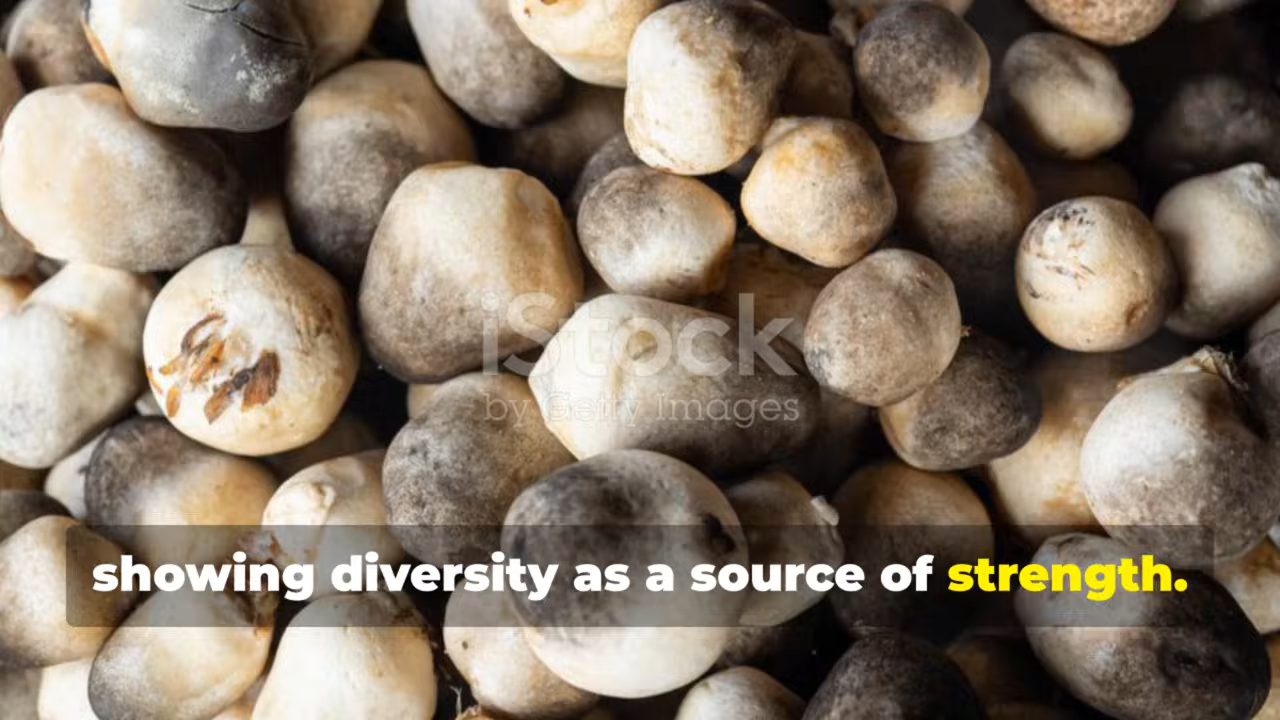 iStock
by Getty Images
showing diversity as a source of strength.